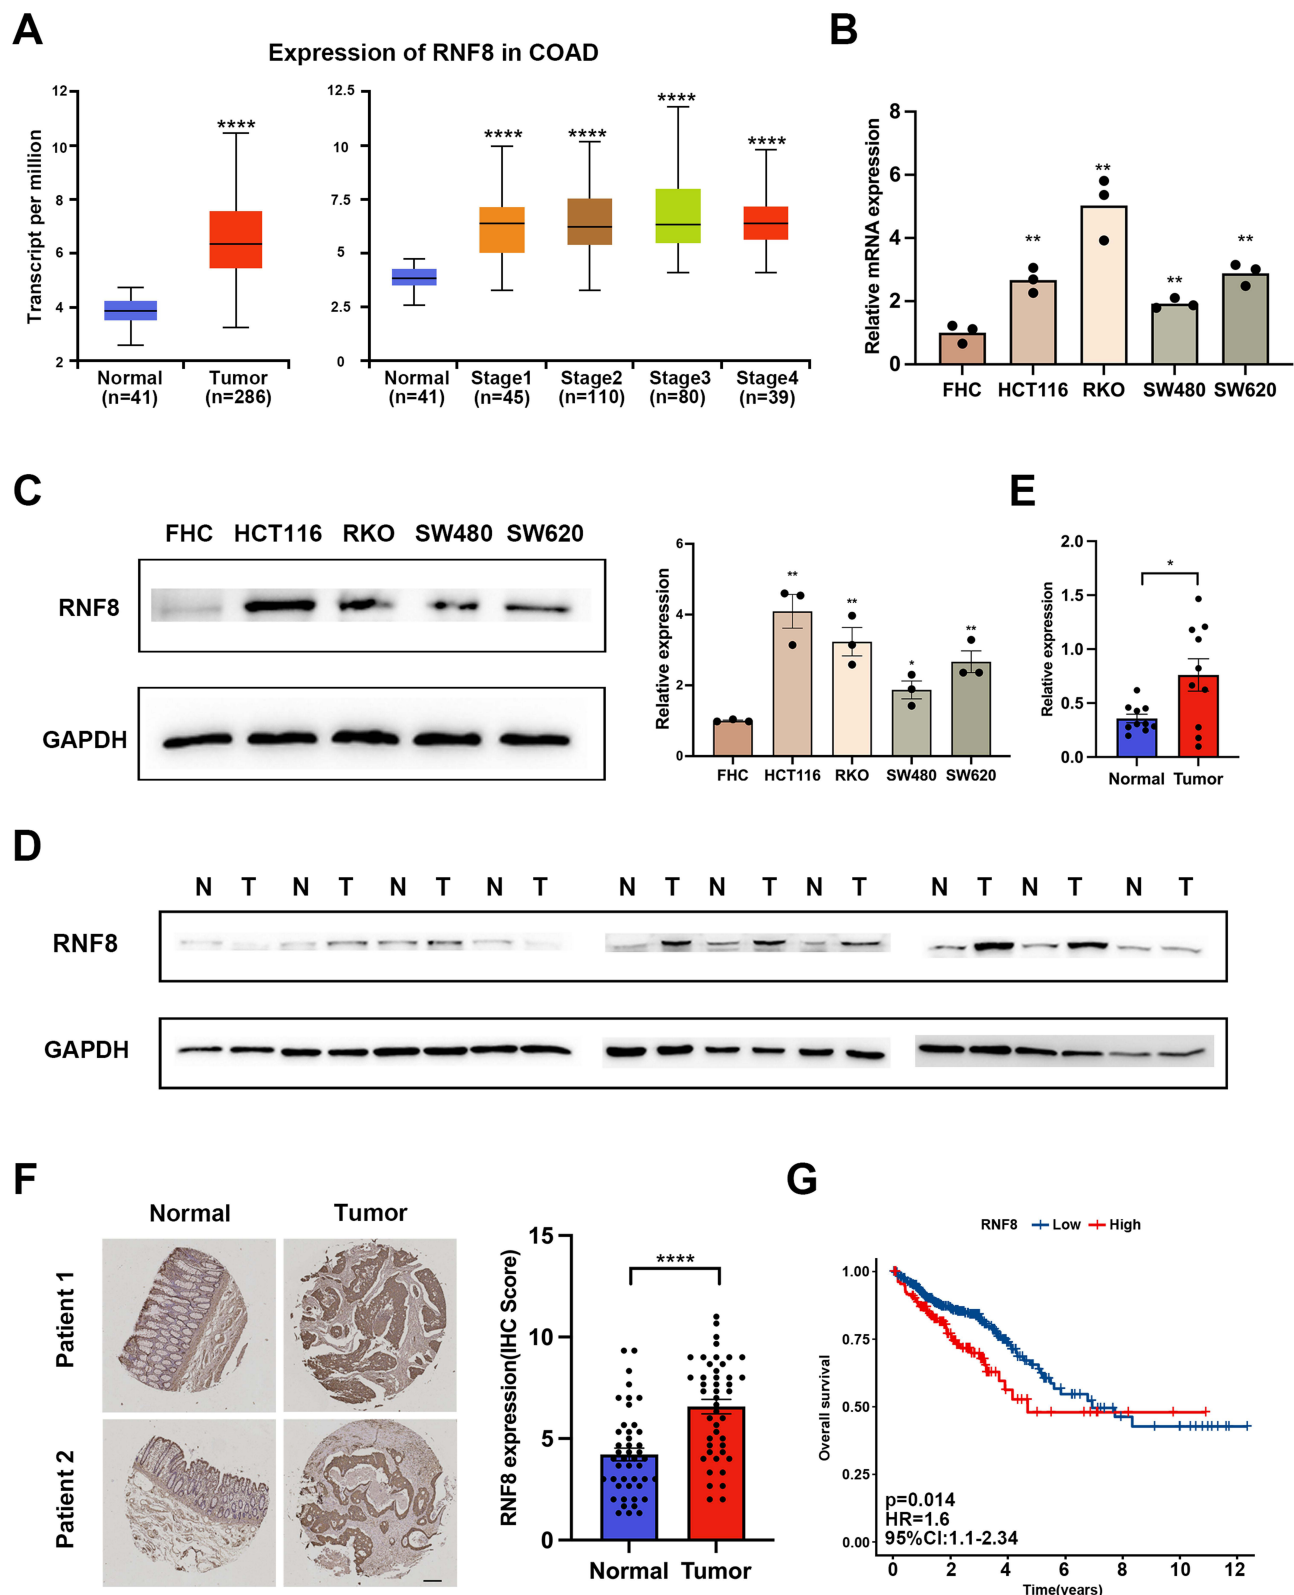 A
Expression of RNF8 in COAD
Transcript per million
12
10
8
6
4
2
****
Normal
(n=41)
Tumor
(n=286)
12.5
10
7.5
5
2.5
0
****
****
****
****
Normal
(n=41)
Stage1
(n=45)
Stage2
(n=110)
Stage3
(n=80)
Stage4
(n=39)
B
Relative mRNA expression
8
6
4
2
0
**
**
**
**
FHC HCT116 RKO SW480 SW620
C
FHC HCT116 RKO SW480 SW620
RNF8
GAPDH
Relative expression
6
4
2
0
**
**
*
**
FHC HCT116 RKO SW480 SW620
E
Relative expression
2.0
1.5
1.0
0.5
0.0
*
Normal Tumor
D
N T N T N T N T N T N T N T N T N T N T
RNF8
GAPDH
F
Normal Tumor
Patient 1
Patient 2
RNF8 expression(IHC Score)
15
10
5
0
****
Normal Tumor
G
RNF8 Low High
Overall survival
1.00
0.75
0.50
0.25
0.00
p=0.014
HR=1.6
95%CI:1.1-2.34
0 2 4 6 8 10 12
Time(years)